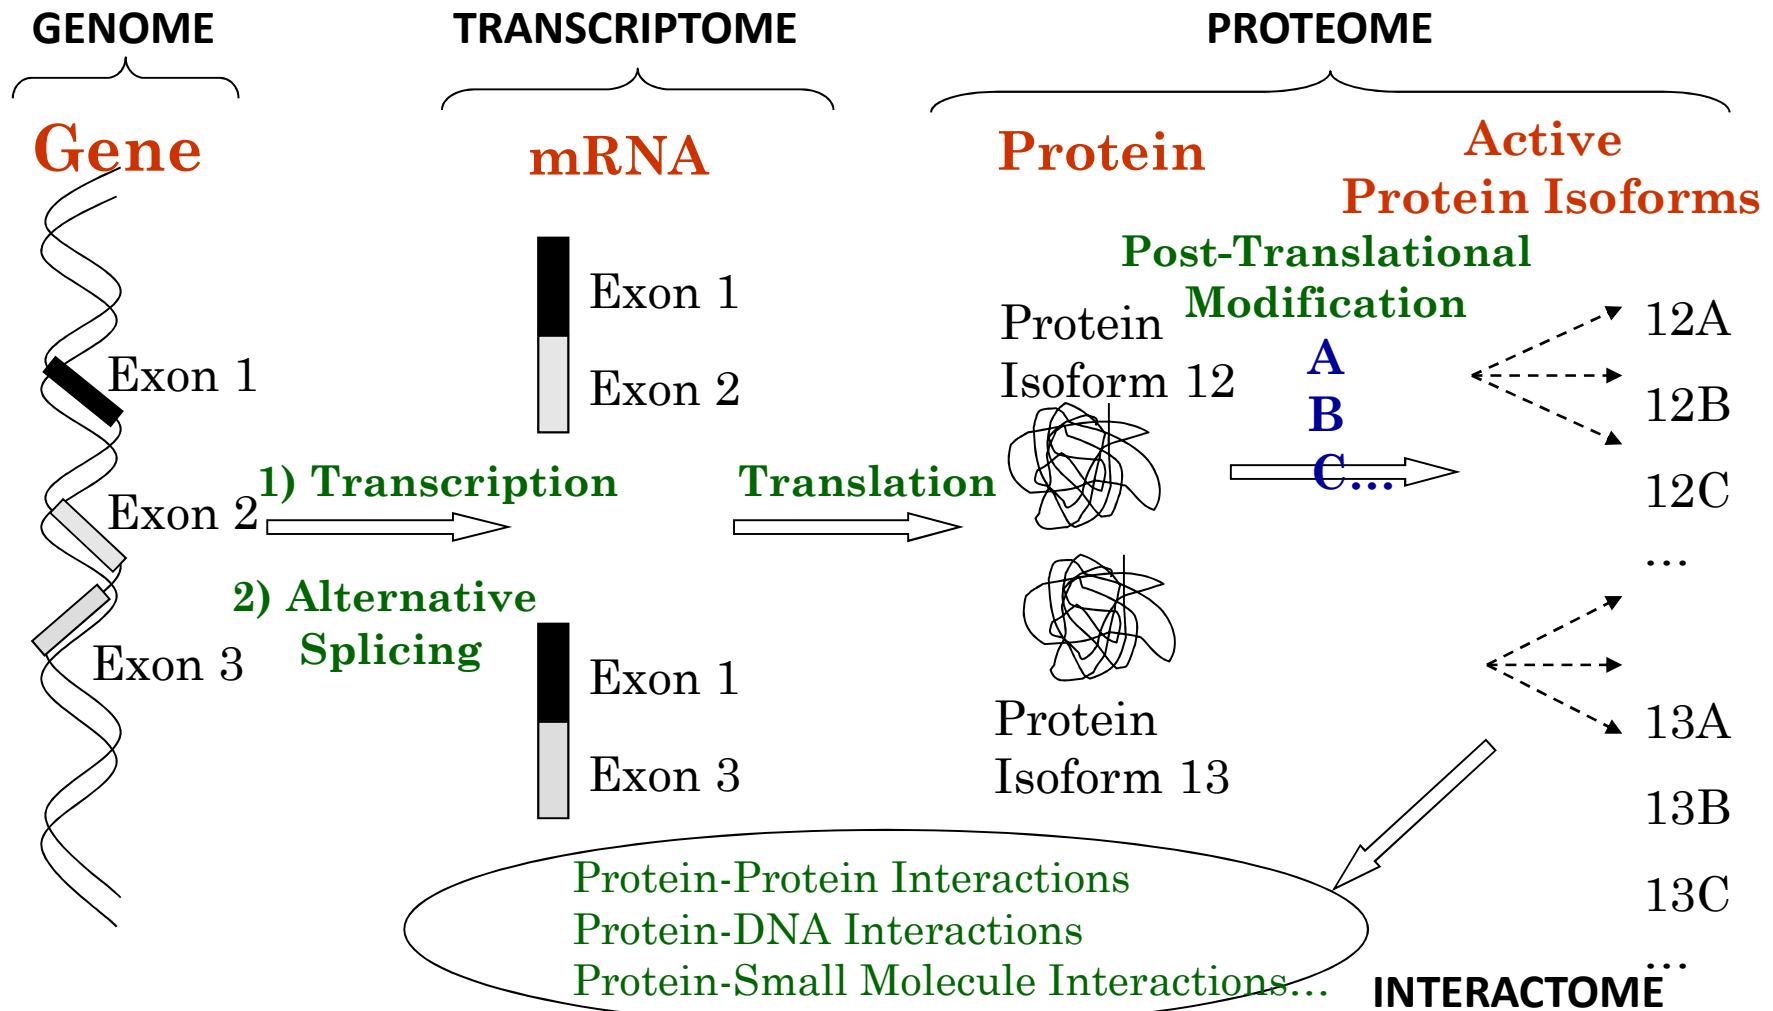 GENOME
TRANSCRIPTOME
PROTEOME
Gene
mRNA
Protein
Active
Protein Isoforms
Post-Translational
Modification
Exon 1
Exon 2
Exon 3
1) Transcription
2) Alternative
Splicing
Exon 1
Exon 2
Exon 1
Exon 3
Translation
Protein
Isoform 12
Protein
Isoform 13
A
B
C...
12A
12B
12C
...
13A
13B
13C
...
Protein-Protein Interactions
Protein-DNA Interactions
Protein-Small Molecule Interactions...
INTERACTOME